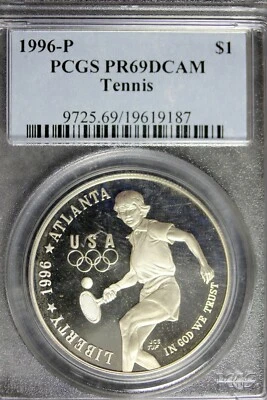 1996-P $1
PCGS PR69DCAM
Tennis
9725.69/19619187
LIBERTY ★ 1996 ★ ATLANTA
USA
IN GOD WE TRUST